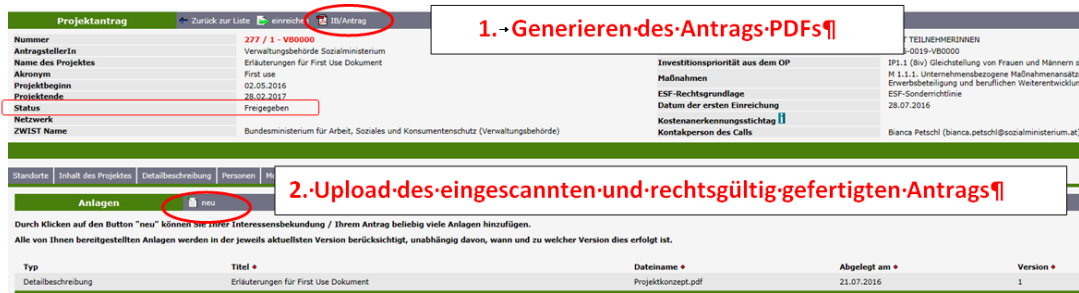 Projektantrag Zurück zur Liste einreichen IB/Antrag
1.→Generieren·des·Antrags·PDFs¶
Nummer 277 / 1 - VB0000 TEILNEHMERINNEN
AntragstellerIn Verwaltungsbehörde Sozialministerium -0019-VB0000
Name des Projektes Erläuterungen für First Use Dokument Investitionspriorität aus dem OP IP1.1 (8iv) Gleichstellung von Frauen und Männern
Akronym First use Maßnahmen M 1.1.1. Unternehmensbezogene Maßnahmenansätz
Projektbeginn 02.05.2016 Erwerbsbeteiligung und beruflichen Weiterentwicklun
Projektende 28.02.2017 ESF-Rechtsgrundlage ESF-Sonderrichtlinie
Status Freigegeben Datum der ersten Einreichung 28.07.2016
Netzwerk Kostenanerkennungsstichtag i
ZWIST Name Bundesministerium für Arbeit, Soziales und Konsumentenschutz (Verwaltungsbehörde) Kontakperson des Calls Bianca Petschl (bianca.petschl@sozialministerium.at)
Standorte Inhalt des Projektes Detailbeschreibung Personen
2.·Upload·des·eingescannten·und·rechtsgültig·gefertigten·Antrags¶
Anlagen neu
Durch Klicken auf den Button "neu" können Sie Ihrer Interessensbekundung / Ihrem Antrag beliebig viele Anlagen hinzufügen.
Alle von Ihnen bereitgestellten Anlagen werden in der jeweils aktuellsten Version berücksichtigt, unabhängig davon, wann und zu welcher Version dies erfolgt ist.
Typ Titel Dateiname Abgelegt am Version
Detailbeschreibung Erläuterungen für First Use Dokument Projektkonzept.pdf 21.07.2016 1